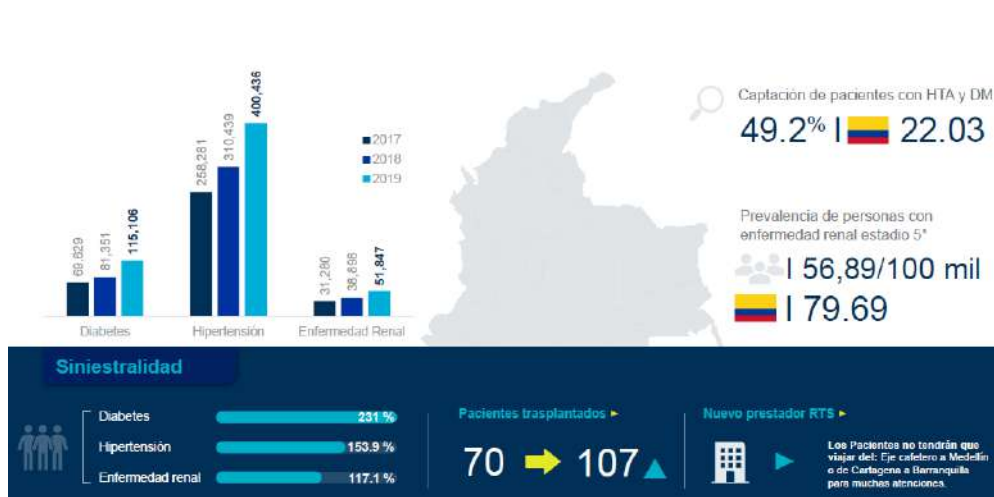 69,829
81,351
115,106
258,281
310,439
400,436
31,280
38,898
51,847
2017
2018
2019
Diabetes
Hipertensión
Enfermedad Renal
Captación de pacientes con HTA y DM
49.2% | 22.03
Prevalencia de personas con
enfermedad renal estadio 5*
| 56,89/100 mil
| 79.69
Siniestralidad
Diabetes
231 %
Hipertensión
153.9 %
Enfermedad renal
117.1 %
Pacientes trasplantados
70
107
Nuevo prestador RTS
Los Pacientes no tendrán que
viajar del: Eje cafetero a Medellín
o de Cartagena a Barranquilla
para muchas atenciones.